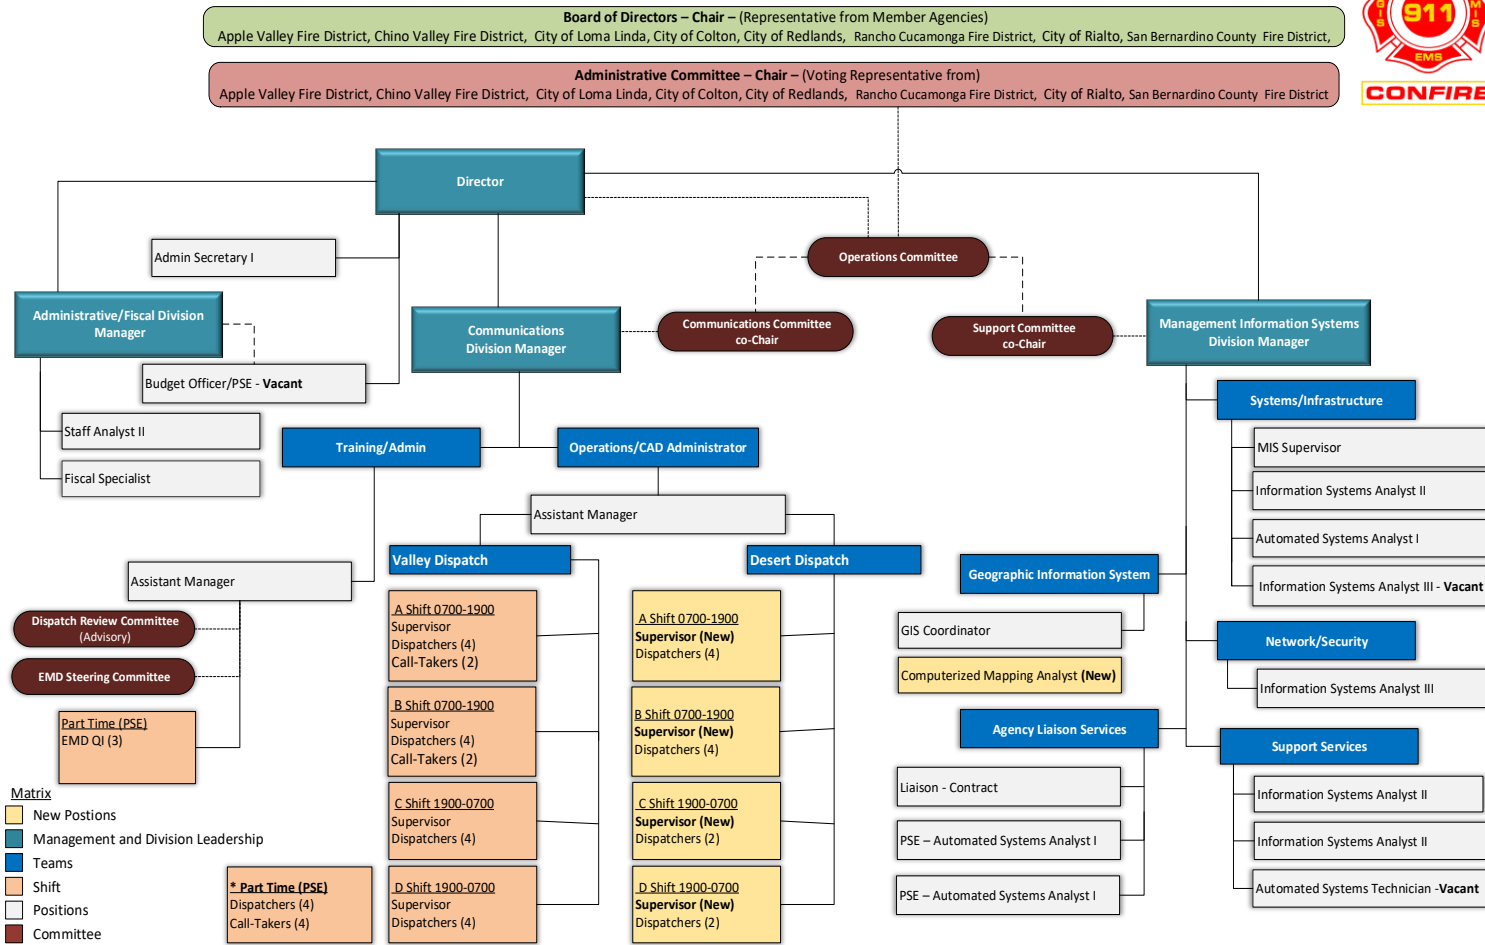 Board of Directors – Chair – (Representative from Member Agencies)
Apple Valley Fire District, Chino Valley Fire District, City of Loma Linda, City of Colton, City of Redlands, Rancho Cucamonga Fire District, City of Rialto, San Bernardino County Fire District,
GIS
911
MIS
EMS
CONFIRE
Administrative Committee – Chair – (Voting Representative from)
Apple Valley Fire District, Chino Valley Fire District, City of Loma Linda, City of Colton, City of Redlands, Rancho Cucamonga Fire District, City of Rialto, San Bernardino County Fire District
Director
Admin Secretary I
Operations Committee
Administrative/Fiscal Division
Manager
Communications
Division Manager
Communications Committee
co-Chair
Support Committee
co-Chair
Management Information Systems
Division Manager
Budget Officer/PSE - Vacant
Staff Analyst II
Fiscal Specialist
Training/Admin
Operations/CAD Administrator
Assistant Manager
Assistant Manager
Dispatch Review Committee
(Advisory)
EMD Steering Committee
Part Time (PSE)
EMD QI (3)
Valley Dispatch
A Shift 0700-1900
Supervisor
Dispatchers (4)
Call-Takers (2)
B Shift 0700-1900
Supervisor
Dispatchers (4)
Call-Takers (2)
C Shift 1900-0700
Supervisor
Dispatchers (4)
D Shift 1900-0700
Supervisor
Dispatchers (4)
* Part Time (PSE)
Dispatchers (4)
Call-Takers (4)
Desert Dispatch
A Shift 0700-1900
Supervisor (New)
Dispatchers (4)
B Shift 0700-1900
Supervisor (New)
Dispatchers (4)
C Shift 1900-0700
Supervisor (New)
Dispatchers (2)
D Shift 1900-0700
Supervisor (New)
Dispatchers (2)
Geographic Information System
GIS Coordinator
Computerized Mapping Analyst (New)
Agency Liaison Services
Liaison - Contract
PSE – Automated Systems Analyst I
PSE – Automated Systems Analyst I
Systems/Infrastructure
MIS Supervisor
Information Systems Analyst II
Automated Systems Analyst I
Information Systems Analyst III - Vacant
Network/Security
Information Systems Analyst III
Support Services
Information Systems Analyst II
Information Systems Analyst II
Automated Systems Technician -Vacant
Matrix
New Postions
Management and Division Leadership
Teams
Shift
Positions
Committee